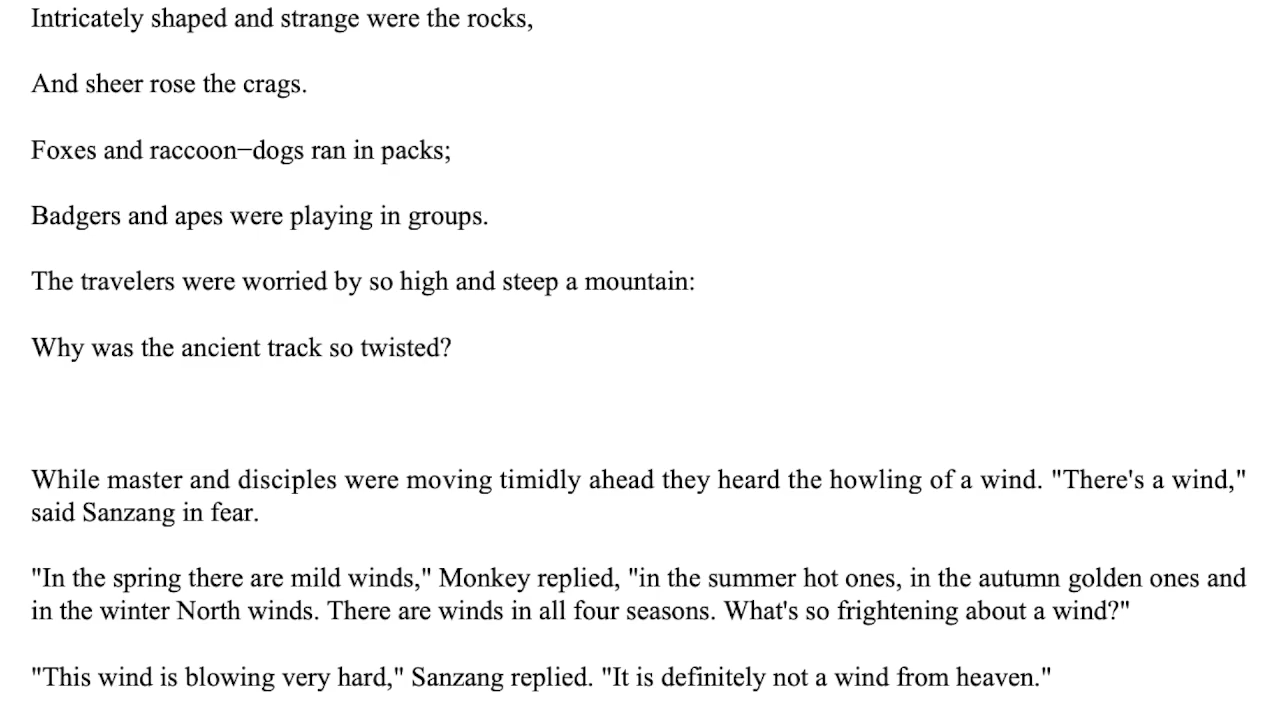 Intricately shaped and strange were the rocks,
And sheer rose the crags.
Foxes and raccoon−dogs ran in packs;
Badgers and apes were playing in groups.
The travelers were worried by so high and steep a mountain:
Why was the ancient track so twisted?
While master and disciples were moving timidly ahead they heard the howling of a wind. "There's a wind,"
said Sanzang in fear.
"In the spring there are mild winds," Monkey replied, "in the summer hot ones, in the autumn golden ones and
in the winter North winds. There are winds in all four seasons. What's so frightening about a wind?"
"This wind is blowing very hard," Sanzang replied. "It is definitely not a wind from heaven."